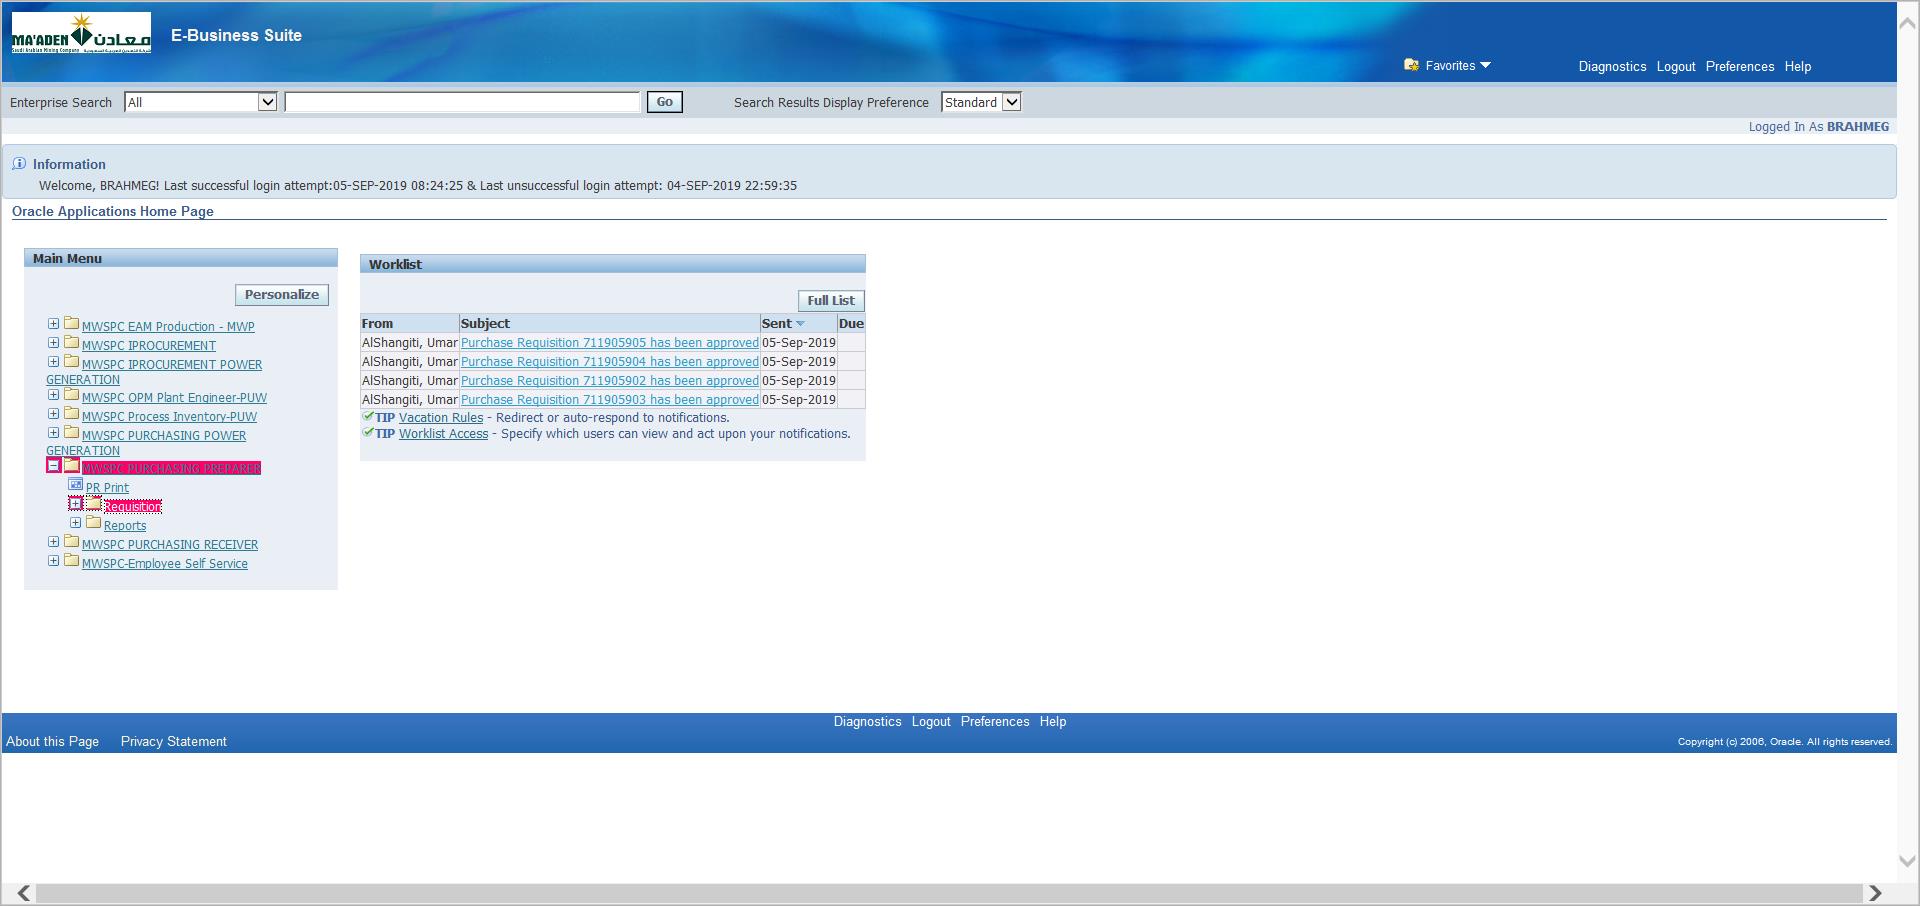 MA'ADEN معادن
Saudi Arabian Mining Company
E-Business Suite
Favorites
Diagnostics Logout Preferences Help
Enterprise Search All Go Search Results Display Preference Standard
Logged In As BRAHMEG
Information
Welcome, BRAHMEG! Last successful login attempt:05-SEP-2019 08:24:25 & Last unsuccessful login attempt: 04-SEP-2019 22:59:35
Oracle Applications Home Page
Main Menu
Personalize
MWSPC EAM Production - MWP
MWSPC IPROCUREMENT
MWSPC IPROCUREMENT POWER
GENERATION
MWSPC OPM Plant Engineer-PUW
MWSPC Process Inventory-PUW
MWSPC PURCHASING POWER
GENERATION
MWSPC PURCHASING PREPARER
PR Print
Requisition
Reports
MWSPC PURCHASING RECEIVER
MWSPC-Employee Self Service
Worklist
Full List
From Subject Sent Due
AlShangiti, Umar Purchase Requisition 711905905 has been approved 05-Sep-2019
AlShangiti, Umar Purchase Requisition 711905904 has been approved 05-Sep-2019
AlShangiti, Umar Purchase Requisition 711905902 has been approved 05-Sep-2019
AlShangiti, Umar Purchase Requisition 711905903 has been approved 05-Sep-2019
TIP Vacation Rules - Redirect or auto-respond to notifications.
TIP Worklist Access - Specify which users can view and act upon your notifications.
Diagnostics Logout Preferences Help
About this Page Privacy Statement
Copyright (c) 2006, Oracle. All rights reserved.